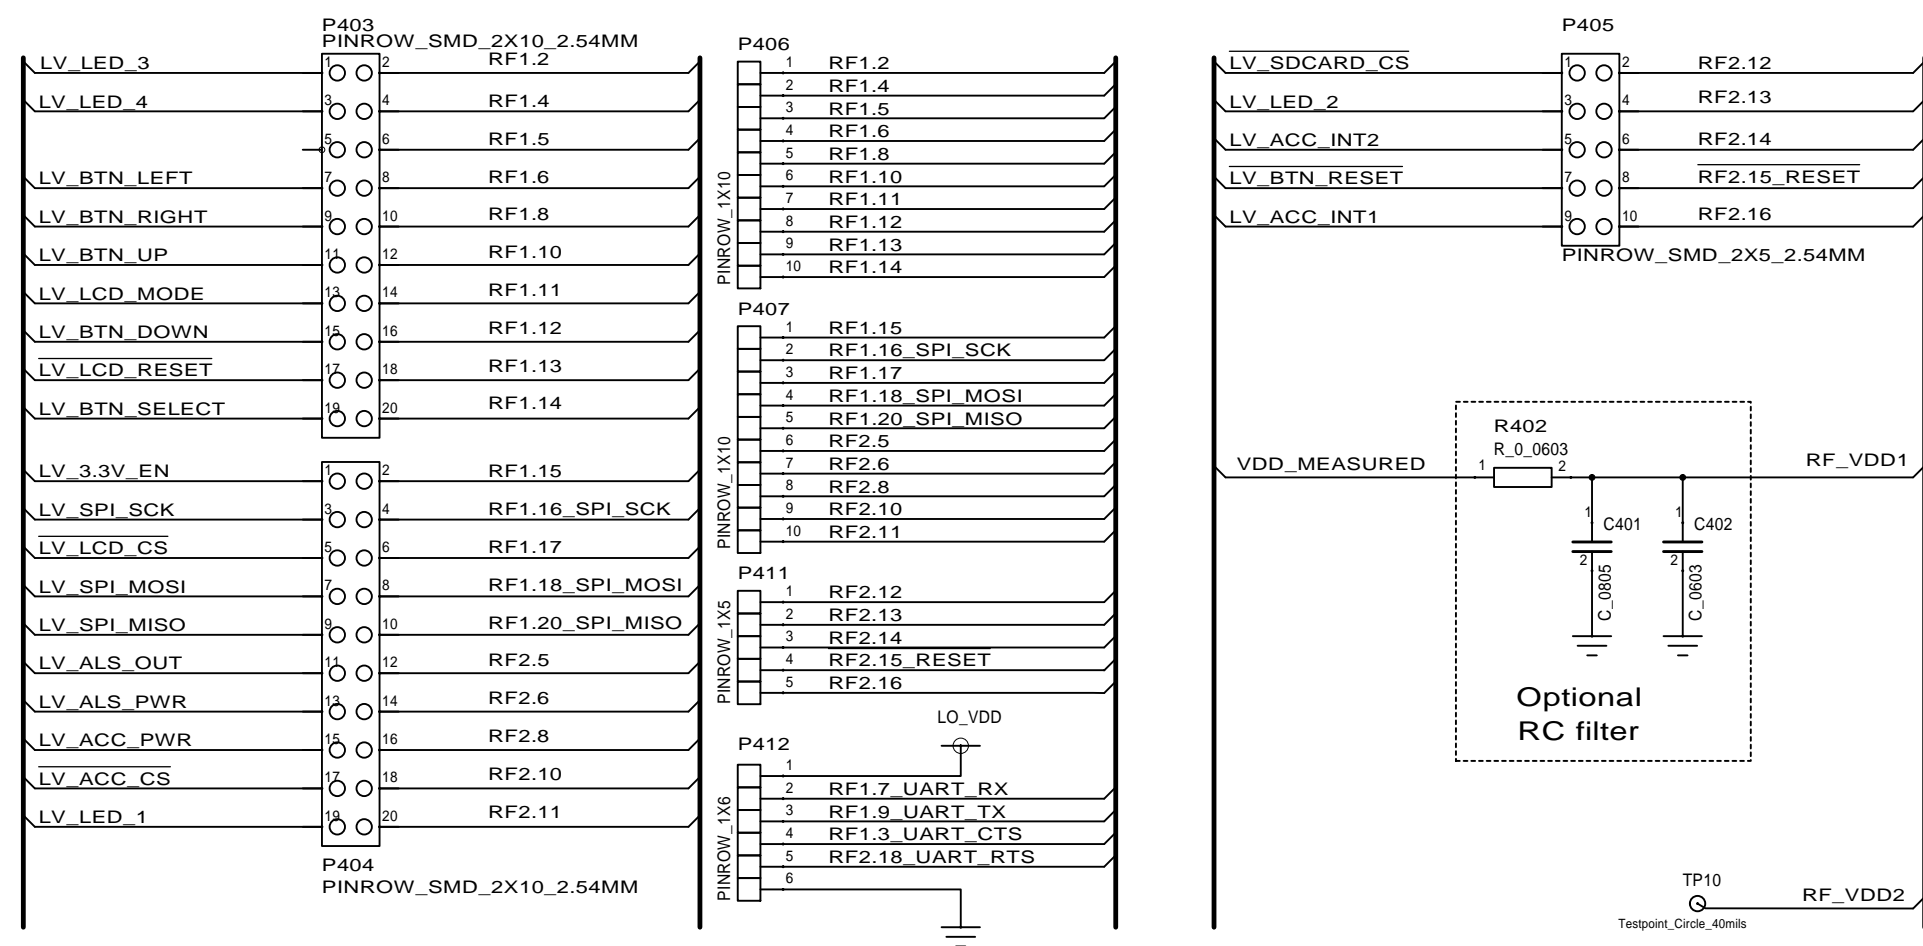 P403
PINROW_SMD_2X10_2.54MM
LV_LED_3 1 2 RF1.2
LV_LED_4 3 4 RF1.4
5 6 RF1.5
LV_BTN_LEFT 7 8 RF1.6
LV_BTN_RIGHT 9 10 RF1.8
LV_BTN_UP 11 12 RF1.10
LV_LCD_MODE 13 14 RF1.11
LV_BTN_DOWN 15 16 RF1.12
LV_LCD_RESET 17 18 RF1.13
LV_BTN_SELECT 19 20 RF1.14
LV_3.3V_EN 1 2 RF1.15
LV_SPI_SCK 3 4 RF1.16_SPI_SCK
LV_LCD_CS 5 6 RF1.17
LV_SPI_MOSI 7 8 RF1.18_SPI_MOSI
LV_SPI_MISO 9 10 RF1.20_SPI_MISO
LV_ALS_OUT 11 12 RF2.5
LV_ALS_PWR 13 14 RF2.6
LV_ACC_PWR 15 16 RF2.8
LV_ACC_CS 17 18 RF2.10
LV_LED_1 19 20 RF2.11
P404
PINROW_SMD_2X10_2.54MM
P406
1 RF1.2
2 RF1.4
3 RF1.5
4 RF1.6
5 RF1.8
6 RF1.10
7 RF1.11
8 RF1.12
9 RF1.13
10 RF1.14
PINROW_1X10
P407
1 RF1.15
2 RF1.16_SPI_SCK
3 RF1.17
4 RF1.18_SPI_MOSI
5 RF1.20_SPI_MISO
6 RF2.5
7 RF2.6
8 RF2.8
9 RF2.10
10 RF2.11
PINROW_1X10
P411
1 RF2.12
2 RF2.13
3 RF2.14
4 RF2.15_RESET
5 RF2.16
PINROW_1X5
LO_VDD
P412
1
2 RF1.7_UART_RX
3 RF1.9_UART_TX
4 RF1.3_UART_CTS
5 RF2.18_UART_RTS
6
PINROW_1X6
P405
LV_SDCARD_CS 1 2 RF2.12
LV_LED_2 3 4 RF2.13
LV_ACC_INT2 5 6 RF2.14
LV_BTN_RESET 7 8 RF2.15_RESET
LV_ACC_INT1 9 10 RF2.16
PINROW_SMD_2X5_2.54MM
R402
R_0_0603
VDD_MEASURED 1 2 RF_VDD1
1 C401 1 C402
2 2
C_0805 C_0603
Optional
RC filter
TP10
RF_VDD2
Testpoint_Circle_40mils